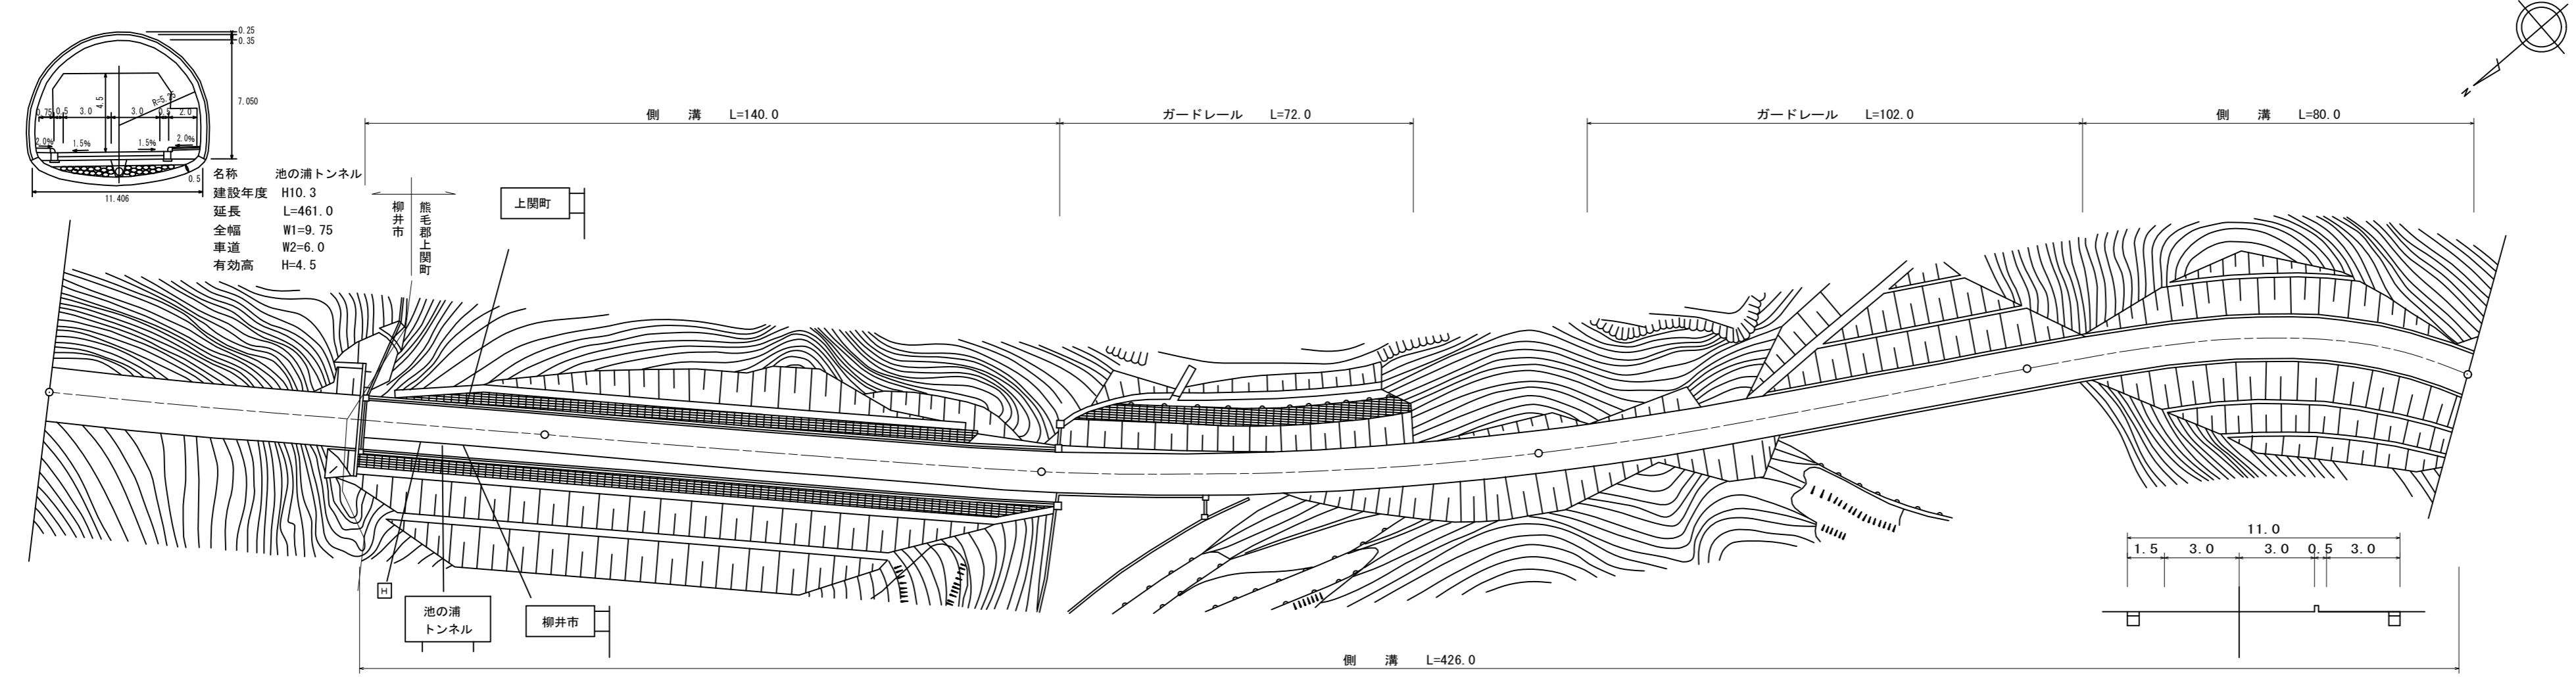 0.25
0.35
7.050
4.5
R=5.25
0.75 0.5 3.0 3.0 0.5 2.0
2.0% 1.5% 1.5% 2.0%
0.5
11.406
名称 池の浦トンネル
建設年度 H10.3
延長 L=461.0
全幅 W1=9.75
車道 W2=6.0
有効高 H=4.5
側 溝 L=140.0
ガードレール L=72.0
ガードレール L=102.0
側 溝 L=80.0
N
柳井市
熊毛郡上関町
上関町
H
池の浦
トンネル
柳井市
11.0
1.5 3.0 3.0 0.5 3.0
側 溝 L=426.0